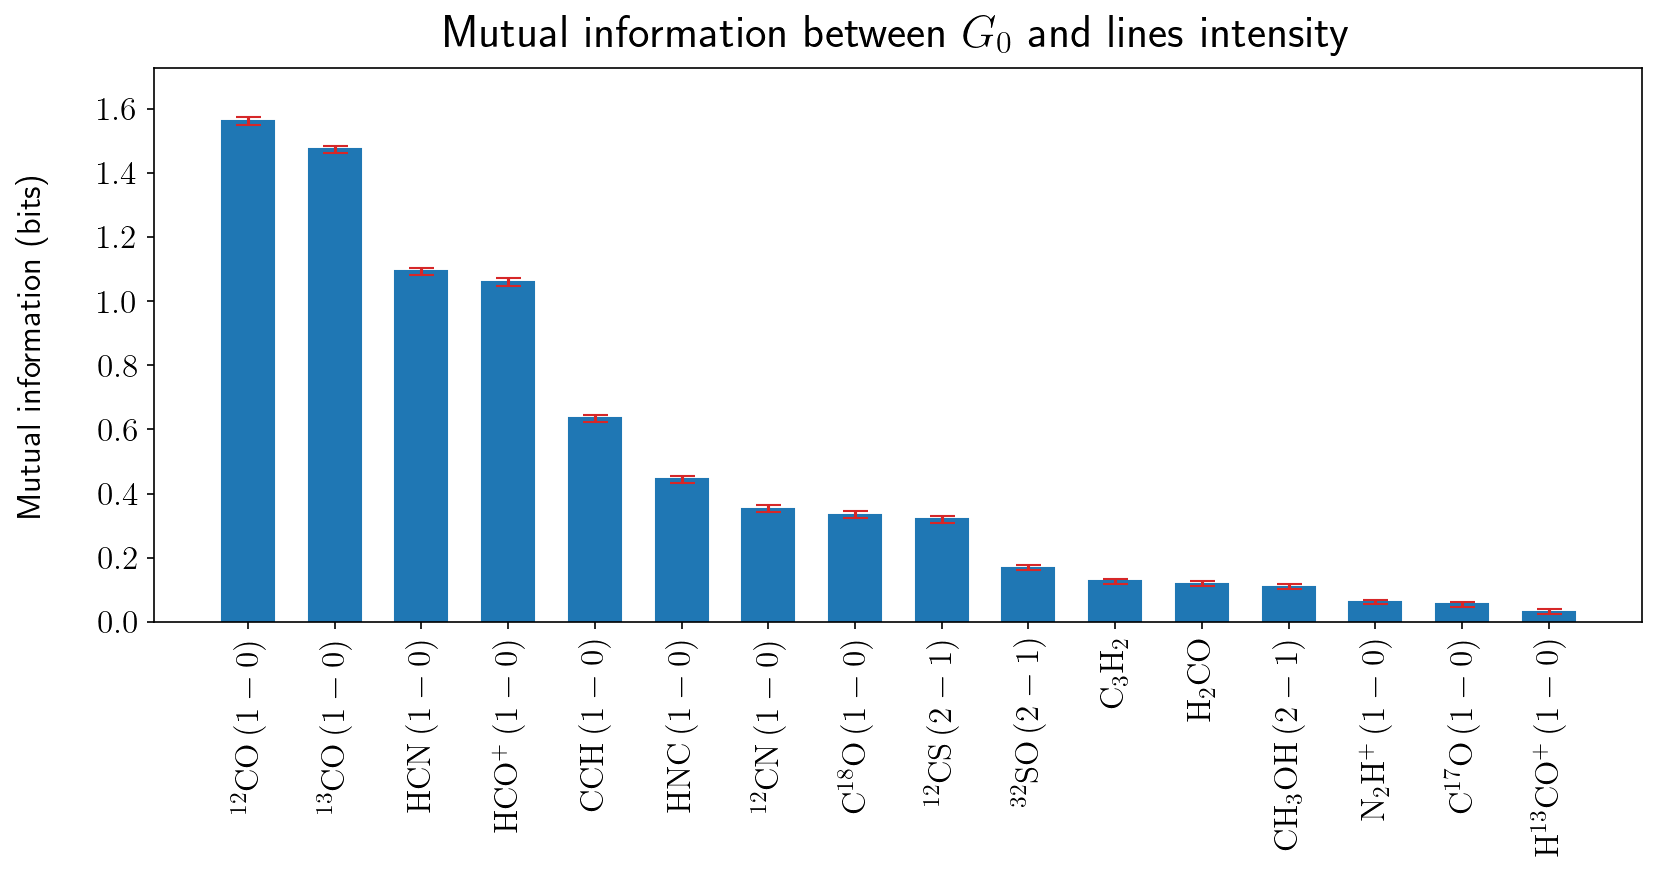 Mutual information between G₀ and lines intensity
Mutual information (bits)
1.6
1.4
1.2
1.0
0.8
0.6
0.4
0.2
0.0
¹²CO (1 − 0)
¹³CO (1 − 0)
HCN (1 − 0)
HCO⁺ (1 − 0)
CCH (1 − 0)
HNC (1 − 0)
¹²CN (1 − 0)
C¹⁸O (1 − 0)
¹²CS (2 − 1)
³²SO (2 − 1)
C₃H₂
H₂CO
CH₃OH (2 − 1)
N₂H⁺ (1 − 0)
C¹⁷O (1 − 0)
H¹³CO⁺ (1 − 0)